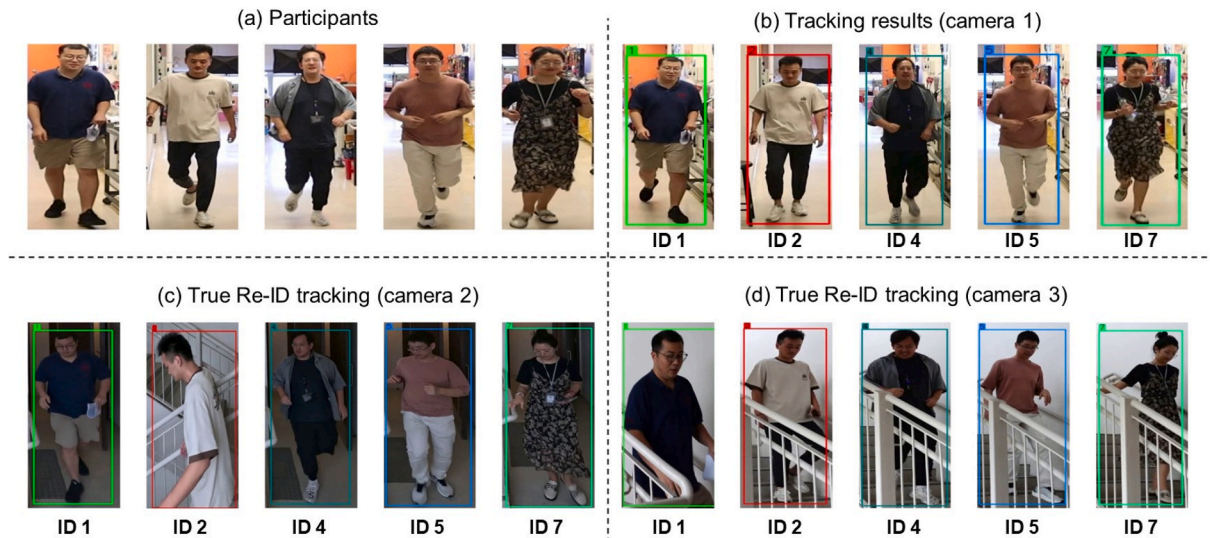 (a) Participants
(b) Tracking results (camera 1)
ID 1
ID 2
ID 4
ID 5
ID 7
(c) True Re-ID tracking (camera 2)
(d) True Re-ID tracking (camera 3)
ID 1
ID 2
ID 4
ID 5
ID 7
ID 1
ID 2
ID 4
ID 5
ID 7